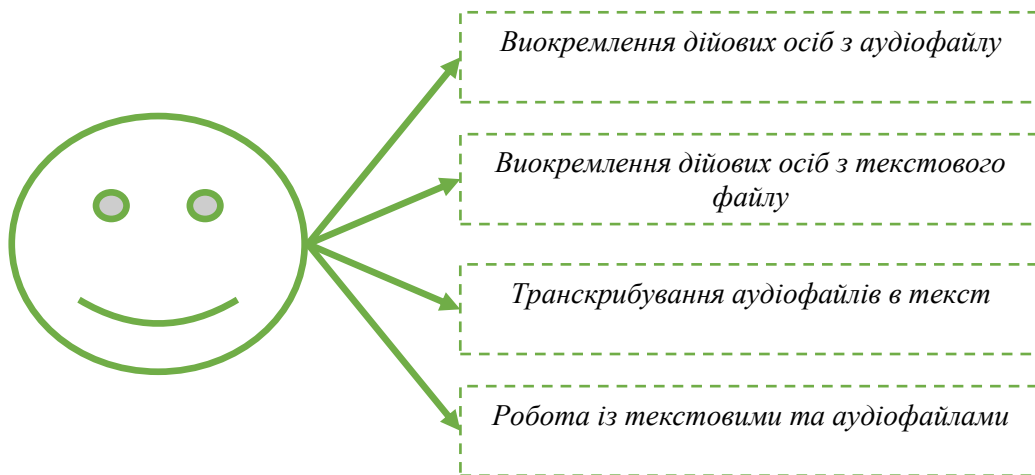 Виокремлення дійових осіб з аудіофайлу
Виокремлення дійових осіб з текстового
файлу
Транскрибування аудіофайлів в текст
Робота із текстовими та аудіофайлами